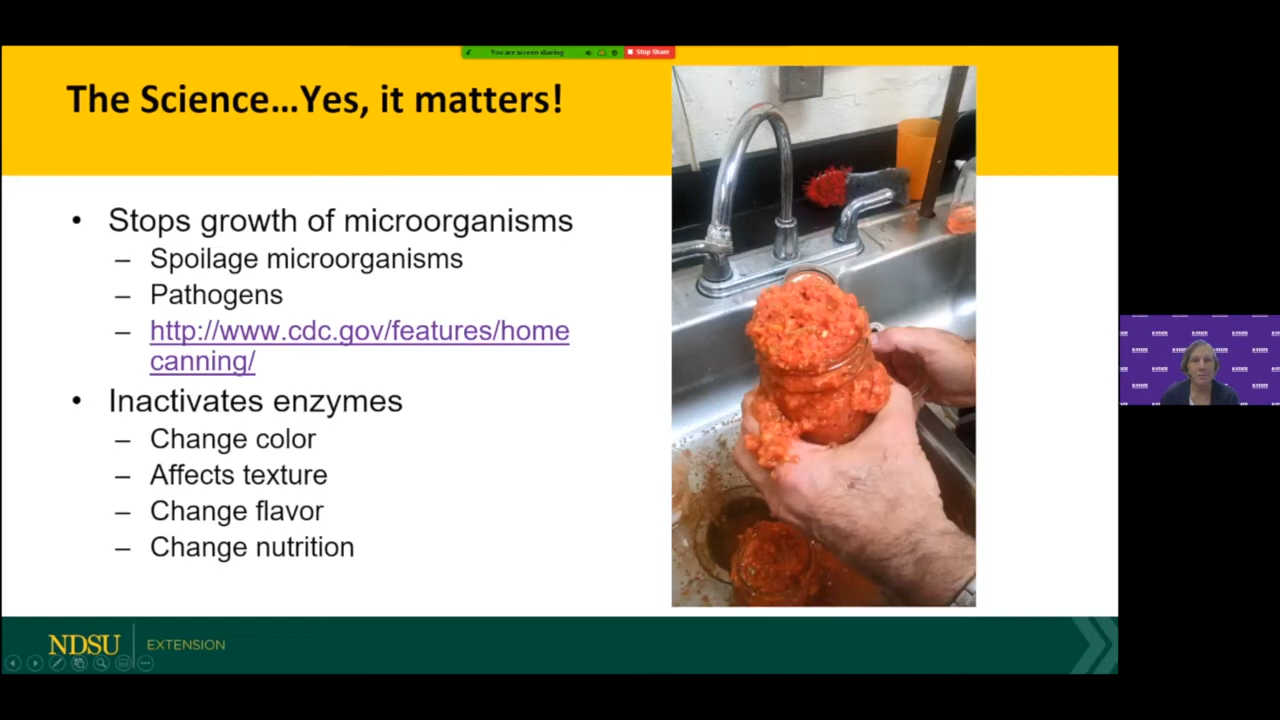 You are screen sharing
Stop Share
The Science...Yes, it matters!
• Stops growth of microorganisms
– Spoilage microorganisms
– Pathogens
– http://www.cdc.gov/features/home
canning/
• Inactivates enzymes
– Change color
– Affects texture
– Change flavor
– Change nutrition
NDSU EXTENSION